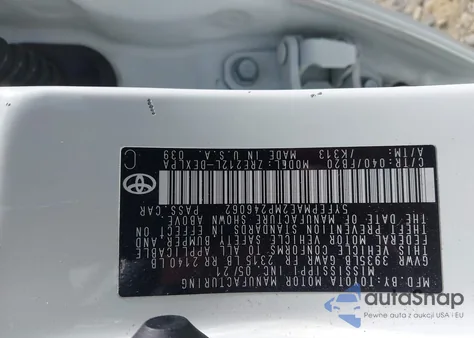 MFD. BY: TOYOTA MOTOR MANUFACTURING
MISSISSIPPI INC. 05/21
GVWR 3935LB GAWR FR 2315LB RR 2140LB
THIS VEHICLE CONFORMS TO ALL APPLICABLE
FEDERAL MOTOR VEHICLE SAFETY, BUMPER AND
THEFT PREVENTION STANDARDS IN EFFECT ON
THE DATE OF MANUFACTURE SHOWN ABOVE.
5YFEPMAE2MP246062 PASS. CAR
C/TR:040/FB20 MODEL: ZRE212L-DEXLPA
A/TM: /K313 MADE IN U.S.A. 039
C
autoAshap
Pewne auta z aukcji USA i EU